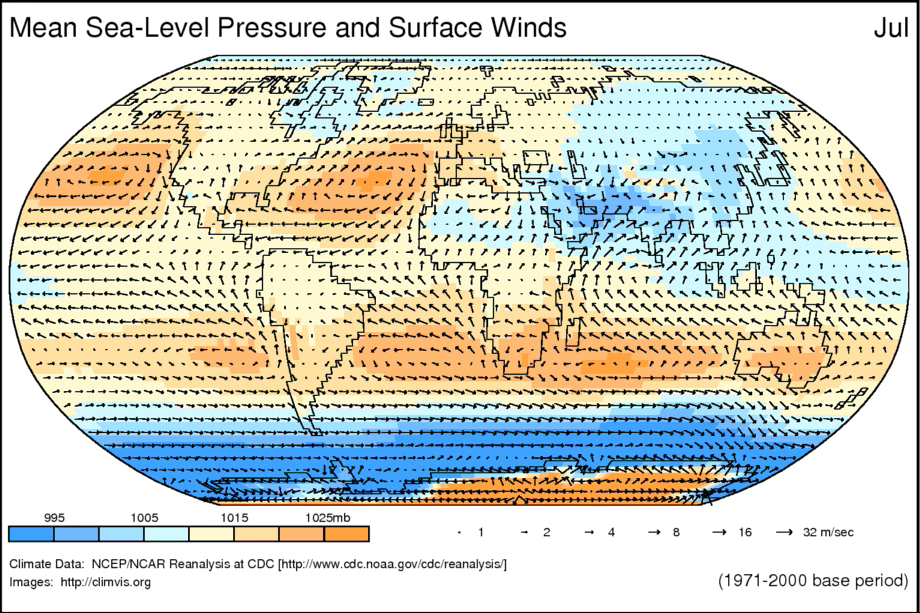 Mean Sea-Level Pressure and Surface Winds Jul
995 1005 1015 1025mb
1 2 4 8 16 32 m/sec
Climate Data: NCEP/NCAR Reanalysis at CDC [http://www.cdc.noaa.gov/cdc/reanalysis/]
Images: http://climvis.org
(1971-2000 base period)